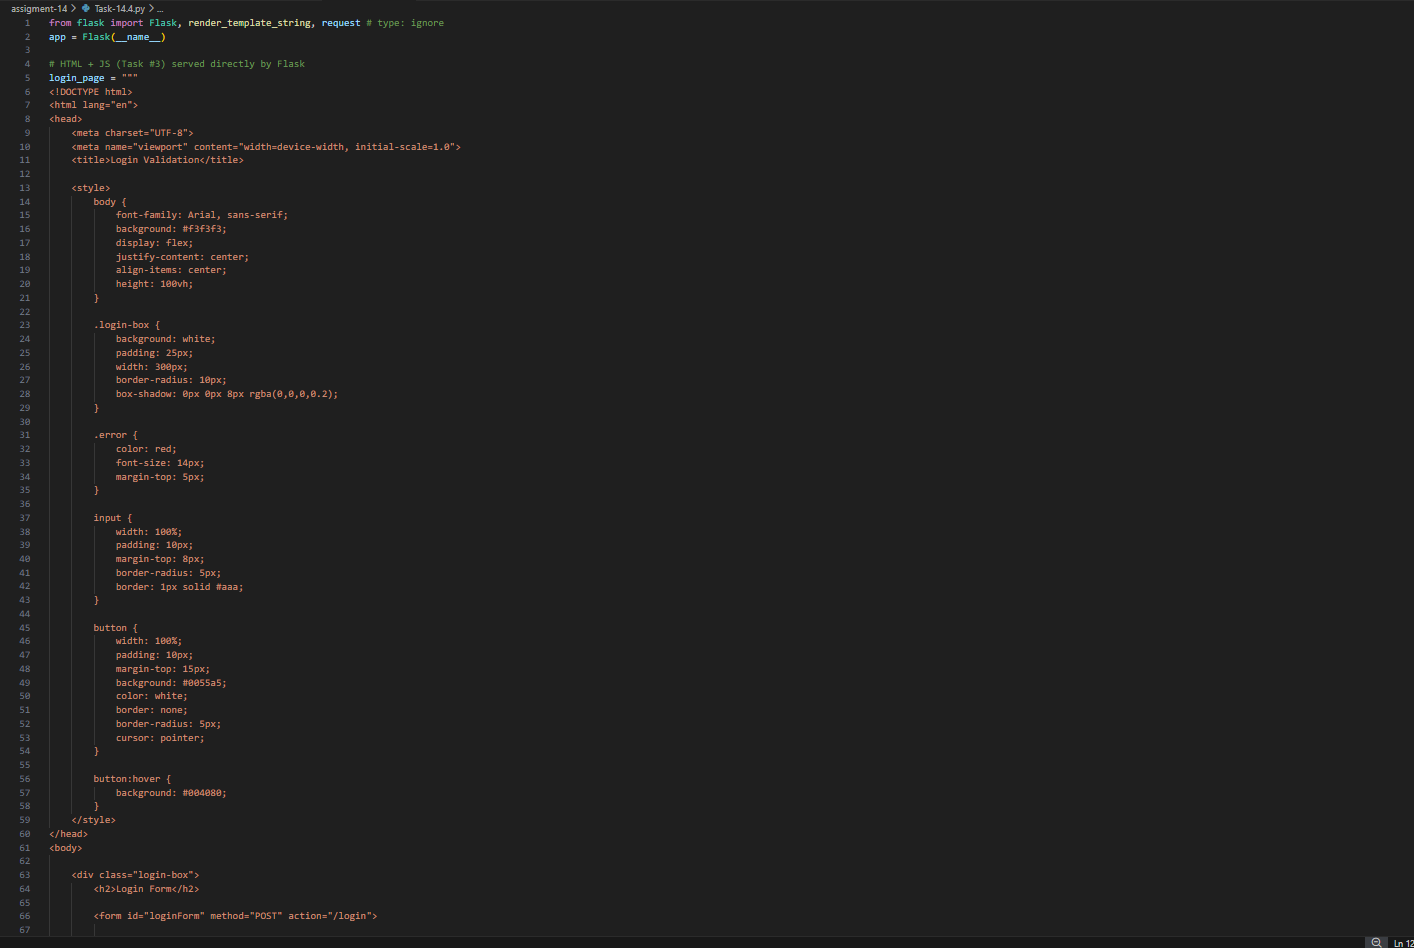 assigment-14 > Task-14.4.py > ...
1 from flask import Flask, render_template_string, request # type: ignore
2 app = Flask(__name__)
3
4 # HTML + JS (Task #3) served directly by Flask
5 login_page = """
6 <!DOCTYPE html>
7 <html lang="en">
8 <head>
9     <meta charset="UTF-8">
10     <meta name="viewport" content="width=device-width, initial-scale=1.0">
11     <title>Login Validation</title>
12
13     <style>
14         body {
15             font-family: Arial, sans-serif;
16             background: #f3f3f3;
17             display: flex;
18             justify-content: center;
19             align-items: center;
20             height: 100vh;
21         }
22
23         .login-box {
24             background: white;
25             padding: 25px;
26             width: 300px;
27             border-radius: 10px;
28             box-shadow: 0px 0px 8px rgba(0,0,0,0.2);
29         }
30
31         .error {
32             color: red;
33             font-size: 14px;
34             margin-top: 5px;
35         }
36
37         input {
38             width: 100%;
39             padding: 10px;
40             margin-top: 8px;
41             border-radius: 5px;
42             border: 1px solid #aaa;
43         }
44
45         button {
46             width: 100%;
47             padding: 10px;
48             margin-top: 15px;
49             background: #0055a5;
50             color: white;
51             border: none;
52             border-radius: 5px;
53             cursor: pointer;
54         }
55
56         button:hover {
57             background: #004080;
58         }
59     </style>
60 </head>
61 <body>
62
63     <div class="login-box">
64         <h2>Login Form</h2>
65
66         <form id="loginForm" method="POST" action="/login">
67
Ln 12